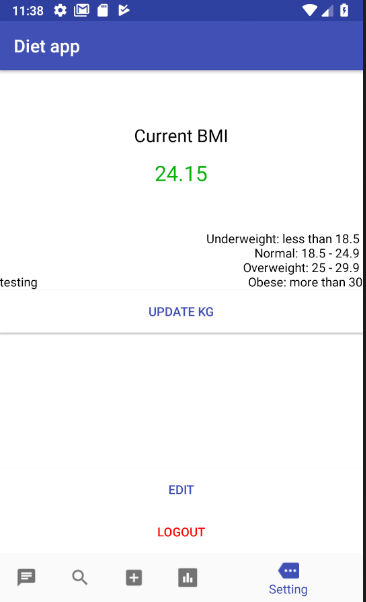 11:38
Diet app
Current BMI
24.15
Underweight: less than 18.5
Normal: 18.5 - 24.9
Overweight: 25 - 29.9
testing Obese: more than 30
UPDATE KG
EDIT
LOGOUT
Setting